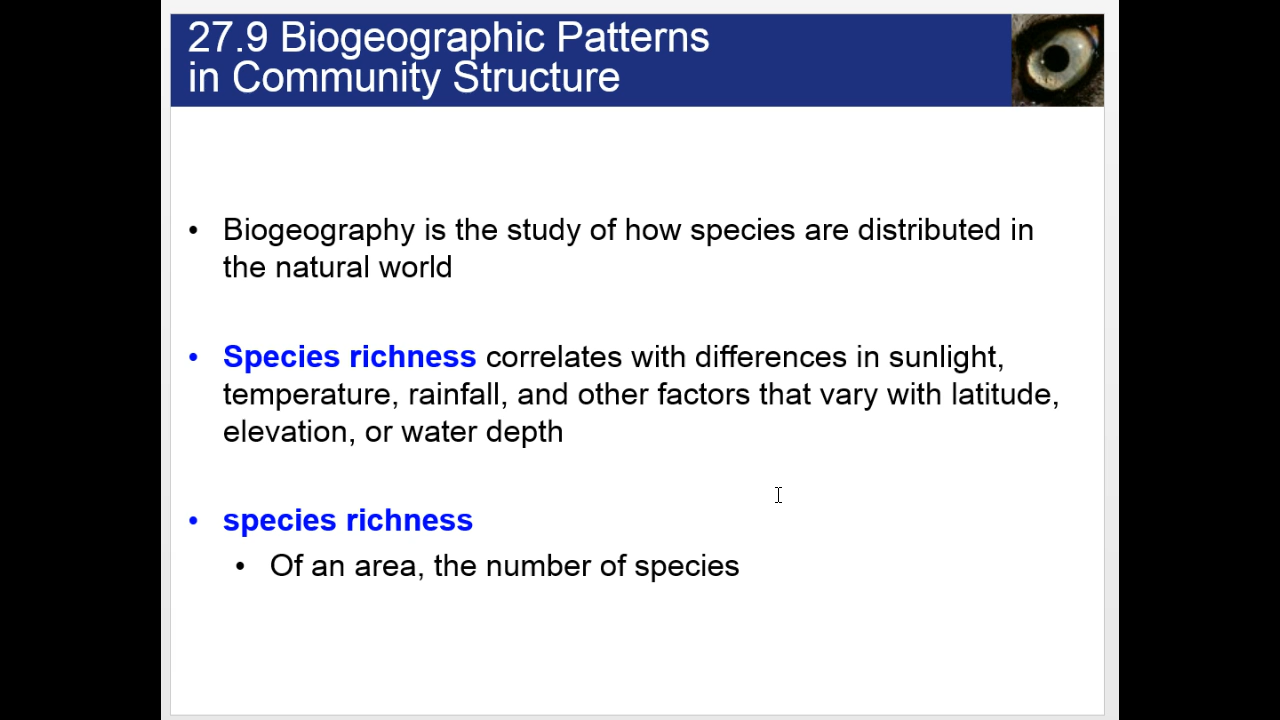 27.9 Biogeographic Patterns
in Community Structure
• Biogeography is the study of how species are distributed in
the natural world
• Species richness correlates with differences in sunlight,
temperature, rainfall, and other factors that vary with latitude,
elevation, or water depth
• species richness
• Of an area, the number of species